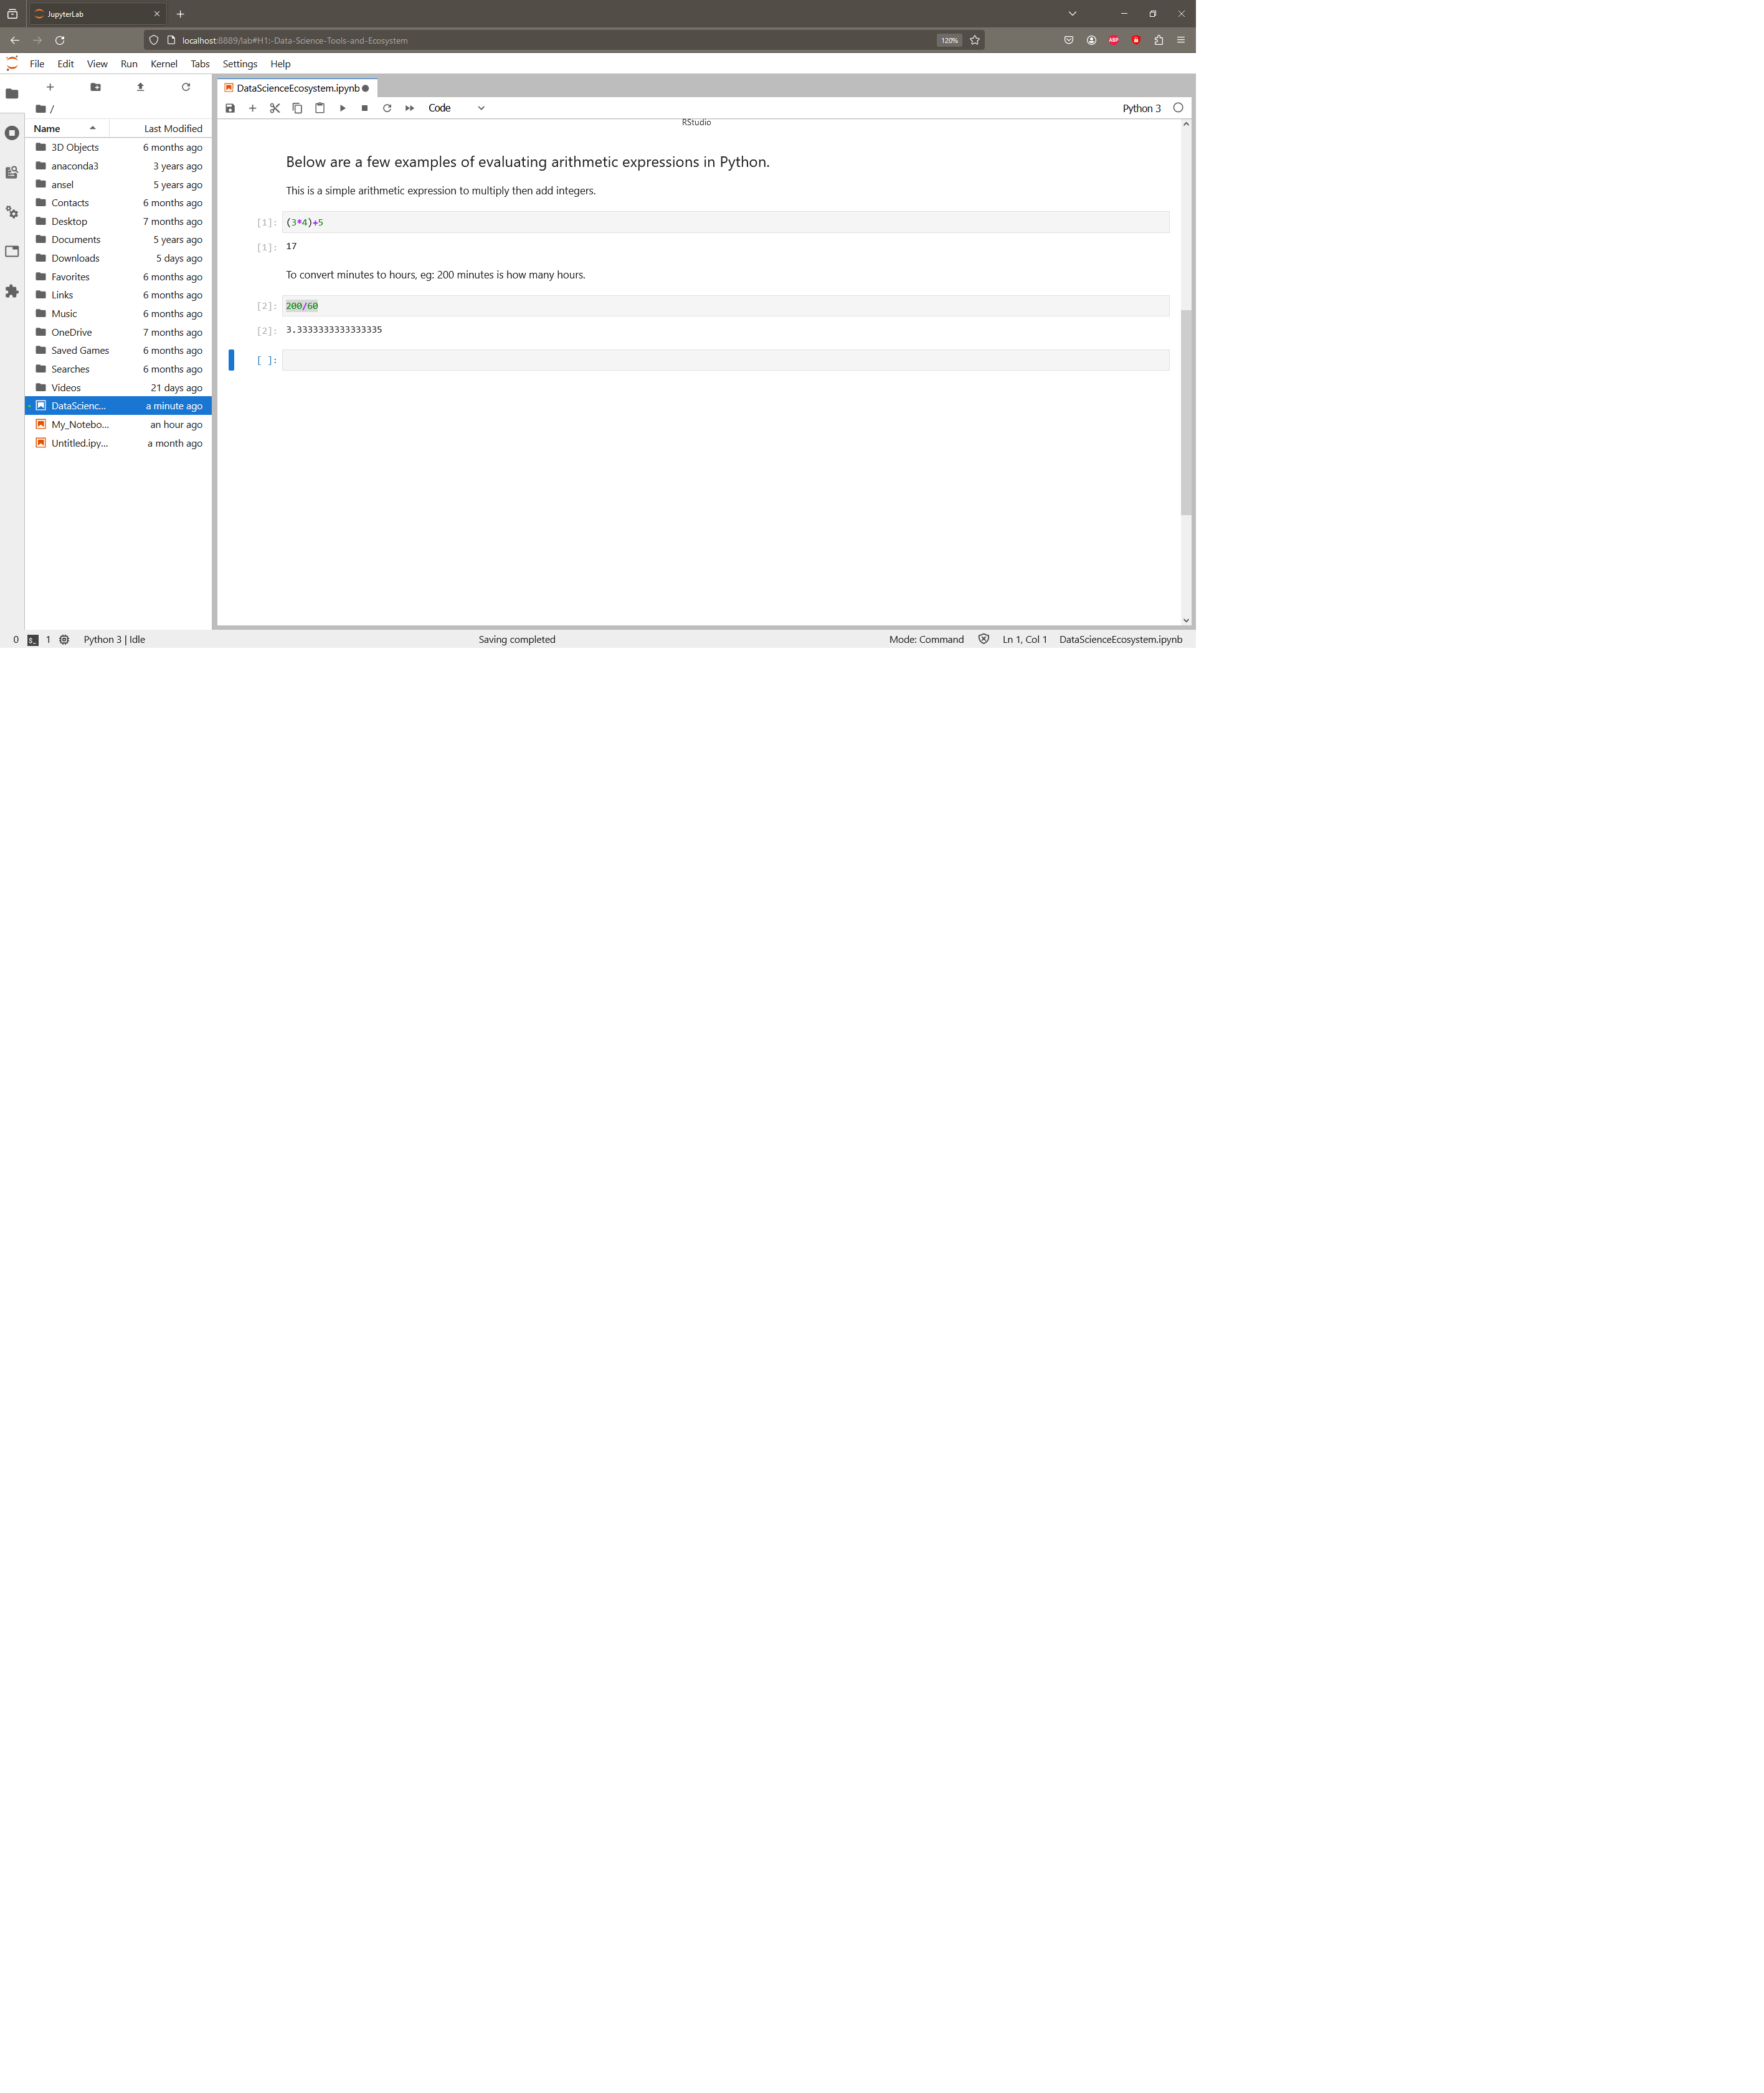 JupyterLab
localhost:8889/lab#H1:-Data-Science-Tools-and-Ecosystem
120%
ABP
File Edit View Run Kernel Tabs Settings Help
DataScienceEcosystem.ipynb
/
Code
Python 3
Name Last Modified
3D Objects 6 months ago
anaconda3 3 years ago
ansel 5 years ago
Contacts 6 months ago
Desktop 7 months ago
Documents 5 years ago
Downloads 5 days ago
Favorites 6 months ago
Links 6 months ago
Music 6 months ago
OneDrive 7 months ago
Saved Games 6 months ago
Searches 6 months ago
Videos 21 days ago
DataScienc... a minute ago
My_Notebo... an hour ago
Untitled.ipy... a month ago
RStudio
Below are a few examples of evaluating arithmetic expressions in Python.
This is a simple arithmetic expression to multiply then add integers.
[1]: (3*4)+5
[1]: 17
To convert minutes to hours, eg: 200 minutes is how many hours.
[2]: 200/60
[2]: 3.3333333333333335
[ ]:
0 $_ 1 Python 3 | Idle Saving completed Mode: Command Ln 1, Col 1 DataScienceEcosystem.ipynb